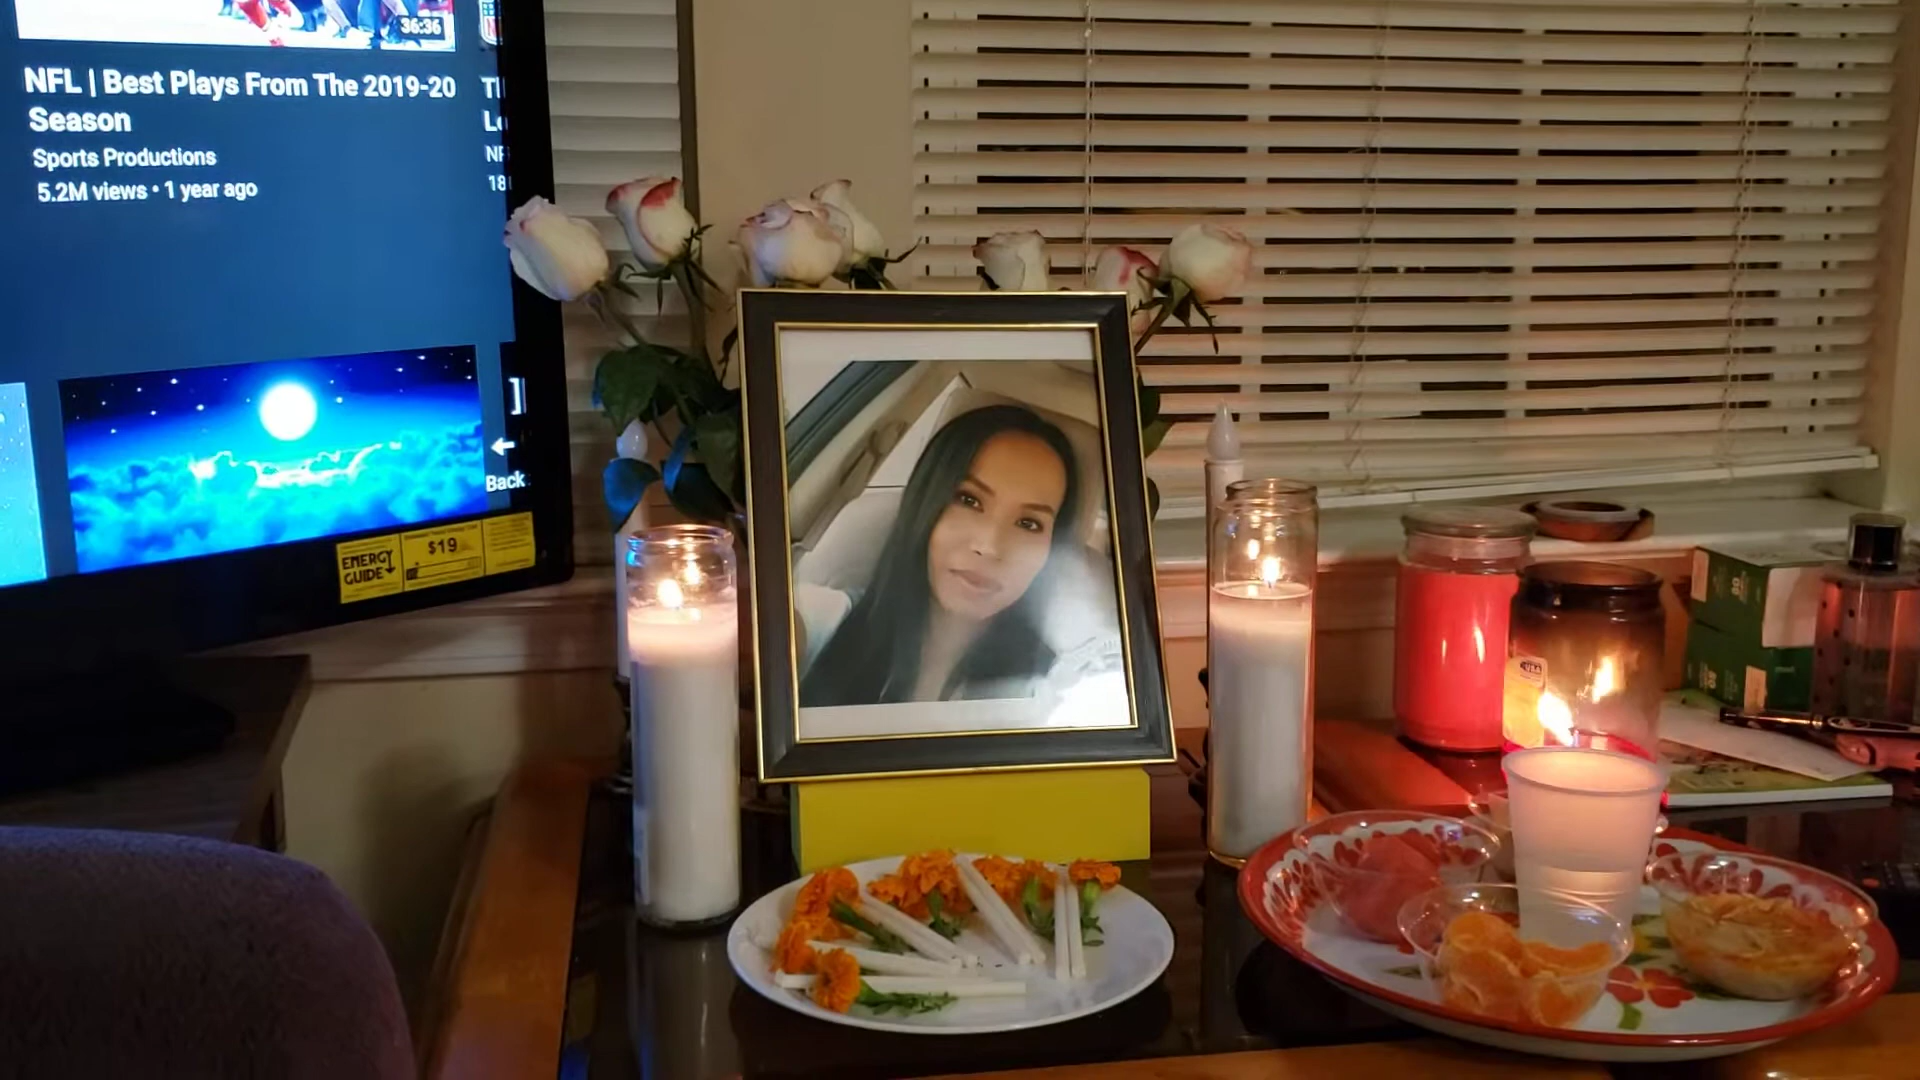 36:36
NFL | Best Plays From The 2019-20
Season
Sports Productions
5.2M views • 1 year ago
Back
ENERGY
GUIDE
$19
USA